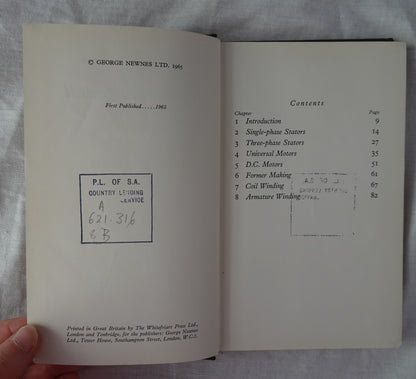 © GEORGE NEWNES LTD. 1965
First Published.....1965
P.L. OF S.A.
COUNTRY LENDING
SERVICE
A
621.316
Printed in Great Britain by The Whitefriars Press Ltd.,
London and Tonbridge, for the publishers: George Newnes
Ltd., Tower House, Southampton Street, London, W.C.2.
Contents
Chapter Page
1 Introduction 9
2 Single-phase Stators 14
3 Three-phase Stators 27
4 Universal Motors 35
5 D.C. Motors 51
6 Former Making 61
7 Coil Winding 67
8 Armature Winding 82